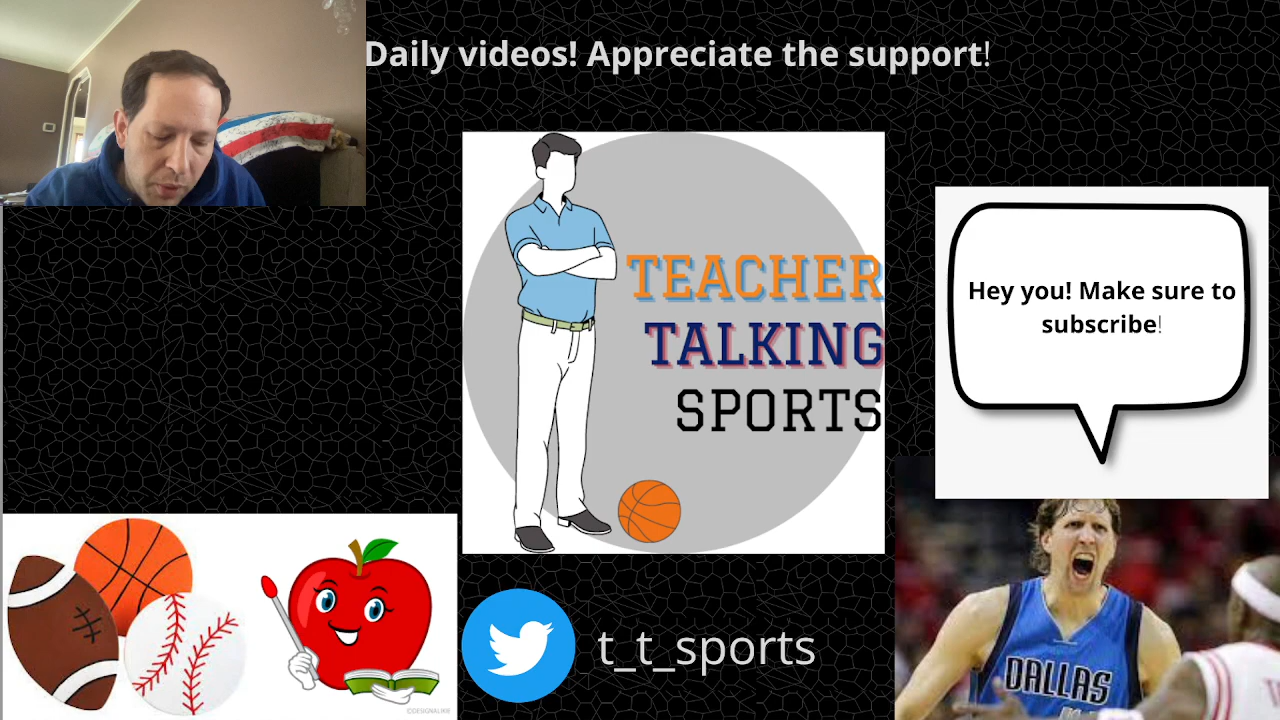 Daily videos! Appreciate the support!
TEACHER
TALKING
SPORTS
Hey you! Make sure to
subscribe!
t_t_sports
DALLAS